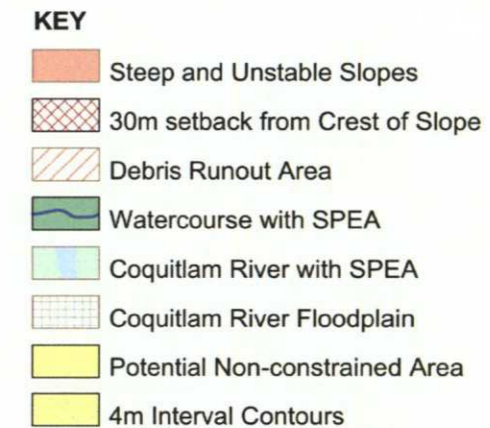 KEY
Steep and Unstable Slopes
30m setback from Crest of Slope
Debris Runout Area
Watercourse with SPEA
Coquitlam River with SPEA
Coquitlam River Floodplain
Potential Non-constrained Area
4m Interval Contours